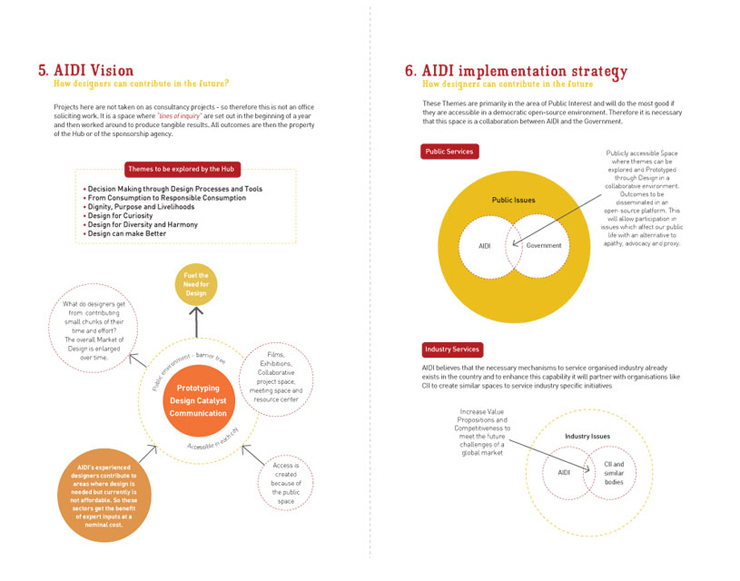 5. AIDI Vision
How designers can contribute in the future?
Projects here are not taken on as consultancy projects - so therefore this is not an office
soliciting work. It is a space where "lines of inquiry" are set out in the beginning of a year
and then worked around to produce tangible results. All outcomes are then the property
of the Hub or of the sponsorship agency.
Themes to be explored by the Hub
• Decision Making through Design Processes and Tools
• From Consumption to Responsible Consumption
• Dignity, Purpose and Livelihoods
• Design for Curiosity
• Design for Diversity and Harmony
• Design can make Better
Fuel the
Need for
Design
What do designers get
from contributing
small chunks of their
time and effort?
The overall Market of
Design is enlarged
over time.
Public environment - barrier free
Films,
Exhibitions,
Collaborative
project space,
meeting space and
resource center
Prototyping
Design Catalyst
Communication
Accessible in each city
AIDI's experienced
designers contribute to
areas where design is
needed but currently is
not affordable. So these
sectors get the benefit
of expert inputs at a
nominal cost.
Access is
created
because of
the public
space
6. AIDI implementation strategy
How designers can contribute in the future
These Themes are primarily in the area of Public Interest and will do the most good if
they are accessible in a democratic open-source environment. Therefore it is necessary
that this space is a collaboration between AIDI and the Government.
Public Services
Publicly accessible Space
where themes can be
explored and Prototyped
through Design in a
collaborative environment.
Outcomes to be
disseminated in an
open-source platform. This
will allow participation in
issues which affect our public
life with an alternative to
apathy, advocacy and proxy.
Public Issues
AIDI
Government
Industry Services
AIDI believes that the necessary mechanisms to service organised industry already
exists in the country and to enhance this capability it will partner with organisations like
CII to create similar spaces to service industry specific initiatives
Increase Value
Propositions and
Competitiveness to
meet the future
challenges of a
global market
Industry Issues
AIDI
CII and
similar
bodies